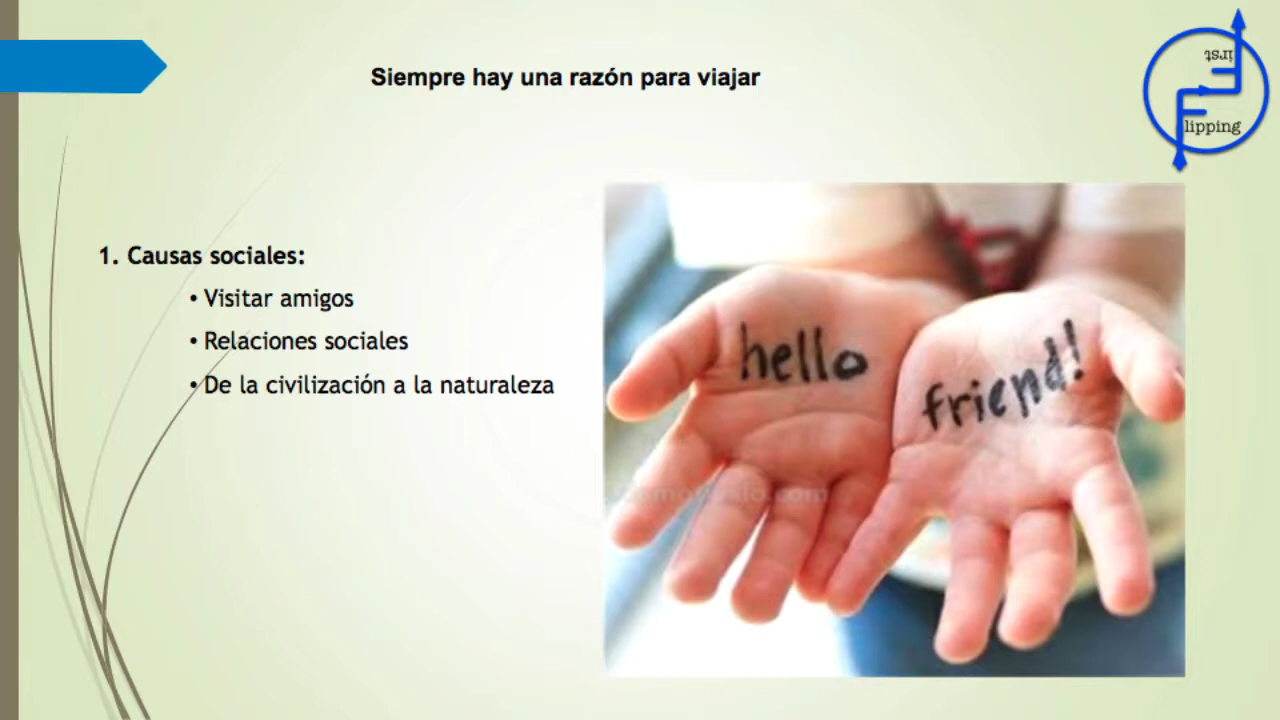 Siempre hay una razón para viajar
irst
lipping
1. Causas sociales:
• Visitar amigos
• Relaciones sociales
• De la civilización a la naturaleza
hello
friend!